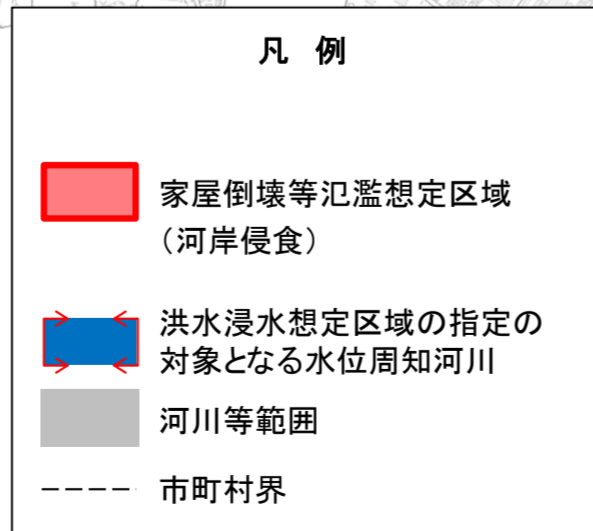 凡 例
家屋倒壊等氾濫想定区域
（河岸侵食）
洪水浸水想定区域の指定の
対象となる水位周知河川
河川等範囲
市町村界